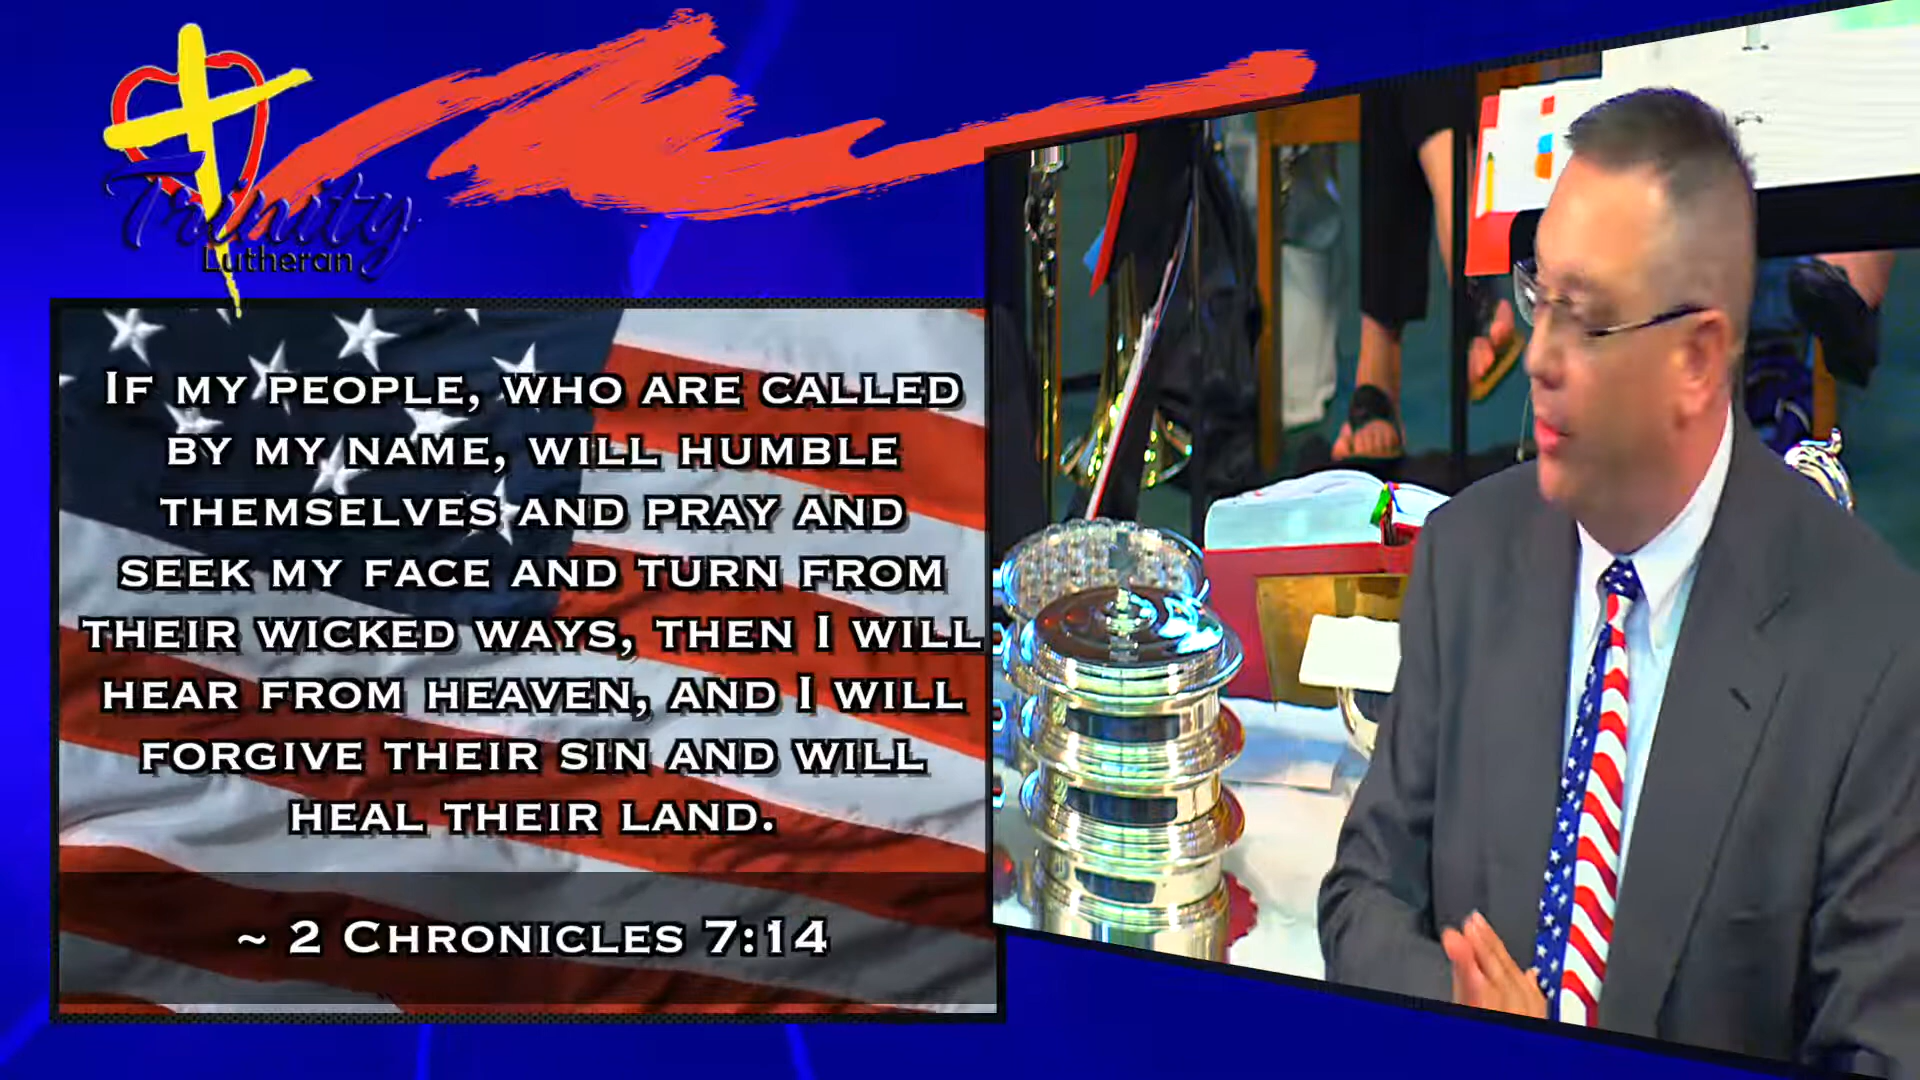 Trinity
Lutheran
If my people, who are called
by my name, will humble
themselves and pray and
seek my face and turn from
their wicked ways, then I will
hear from heaven, and I will
forgive their sin and will
heal their land.
~ 2 Chronicles 7:14